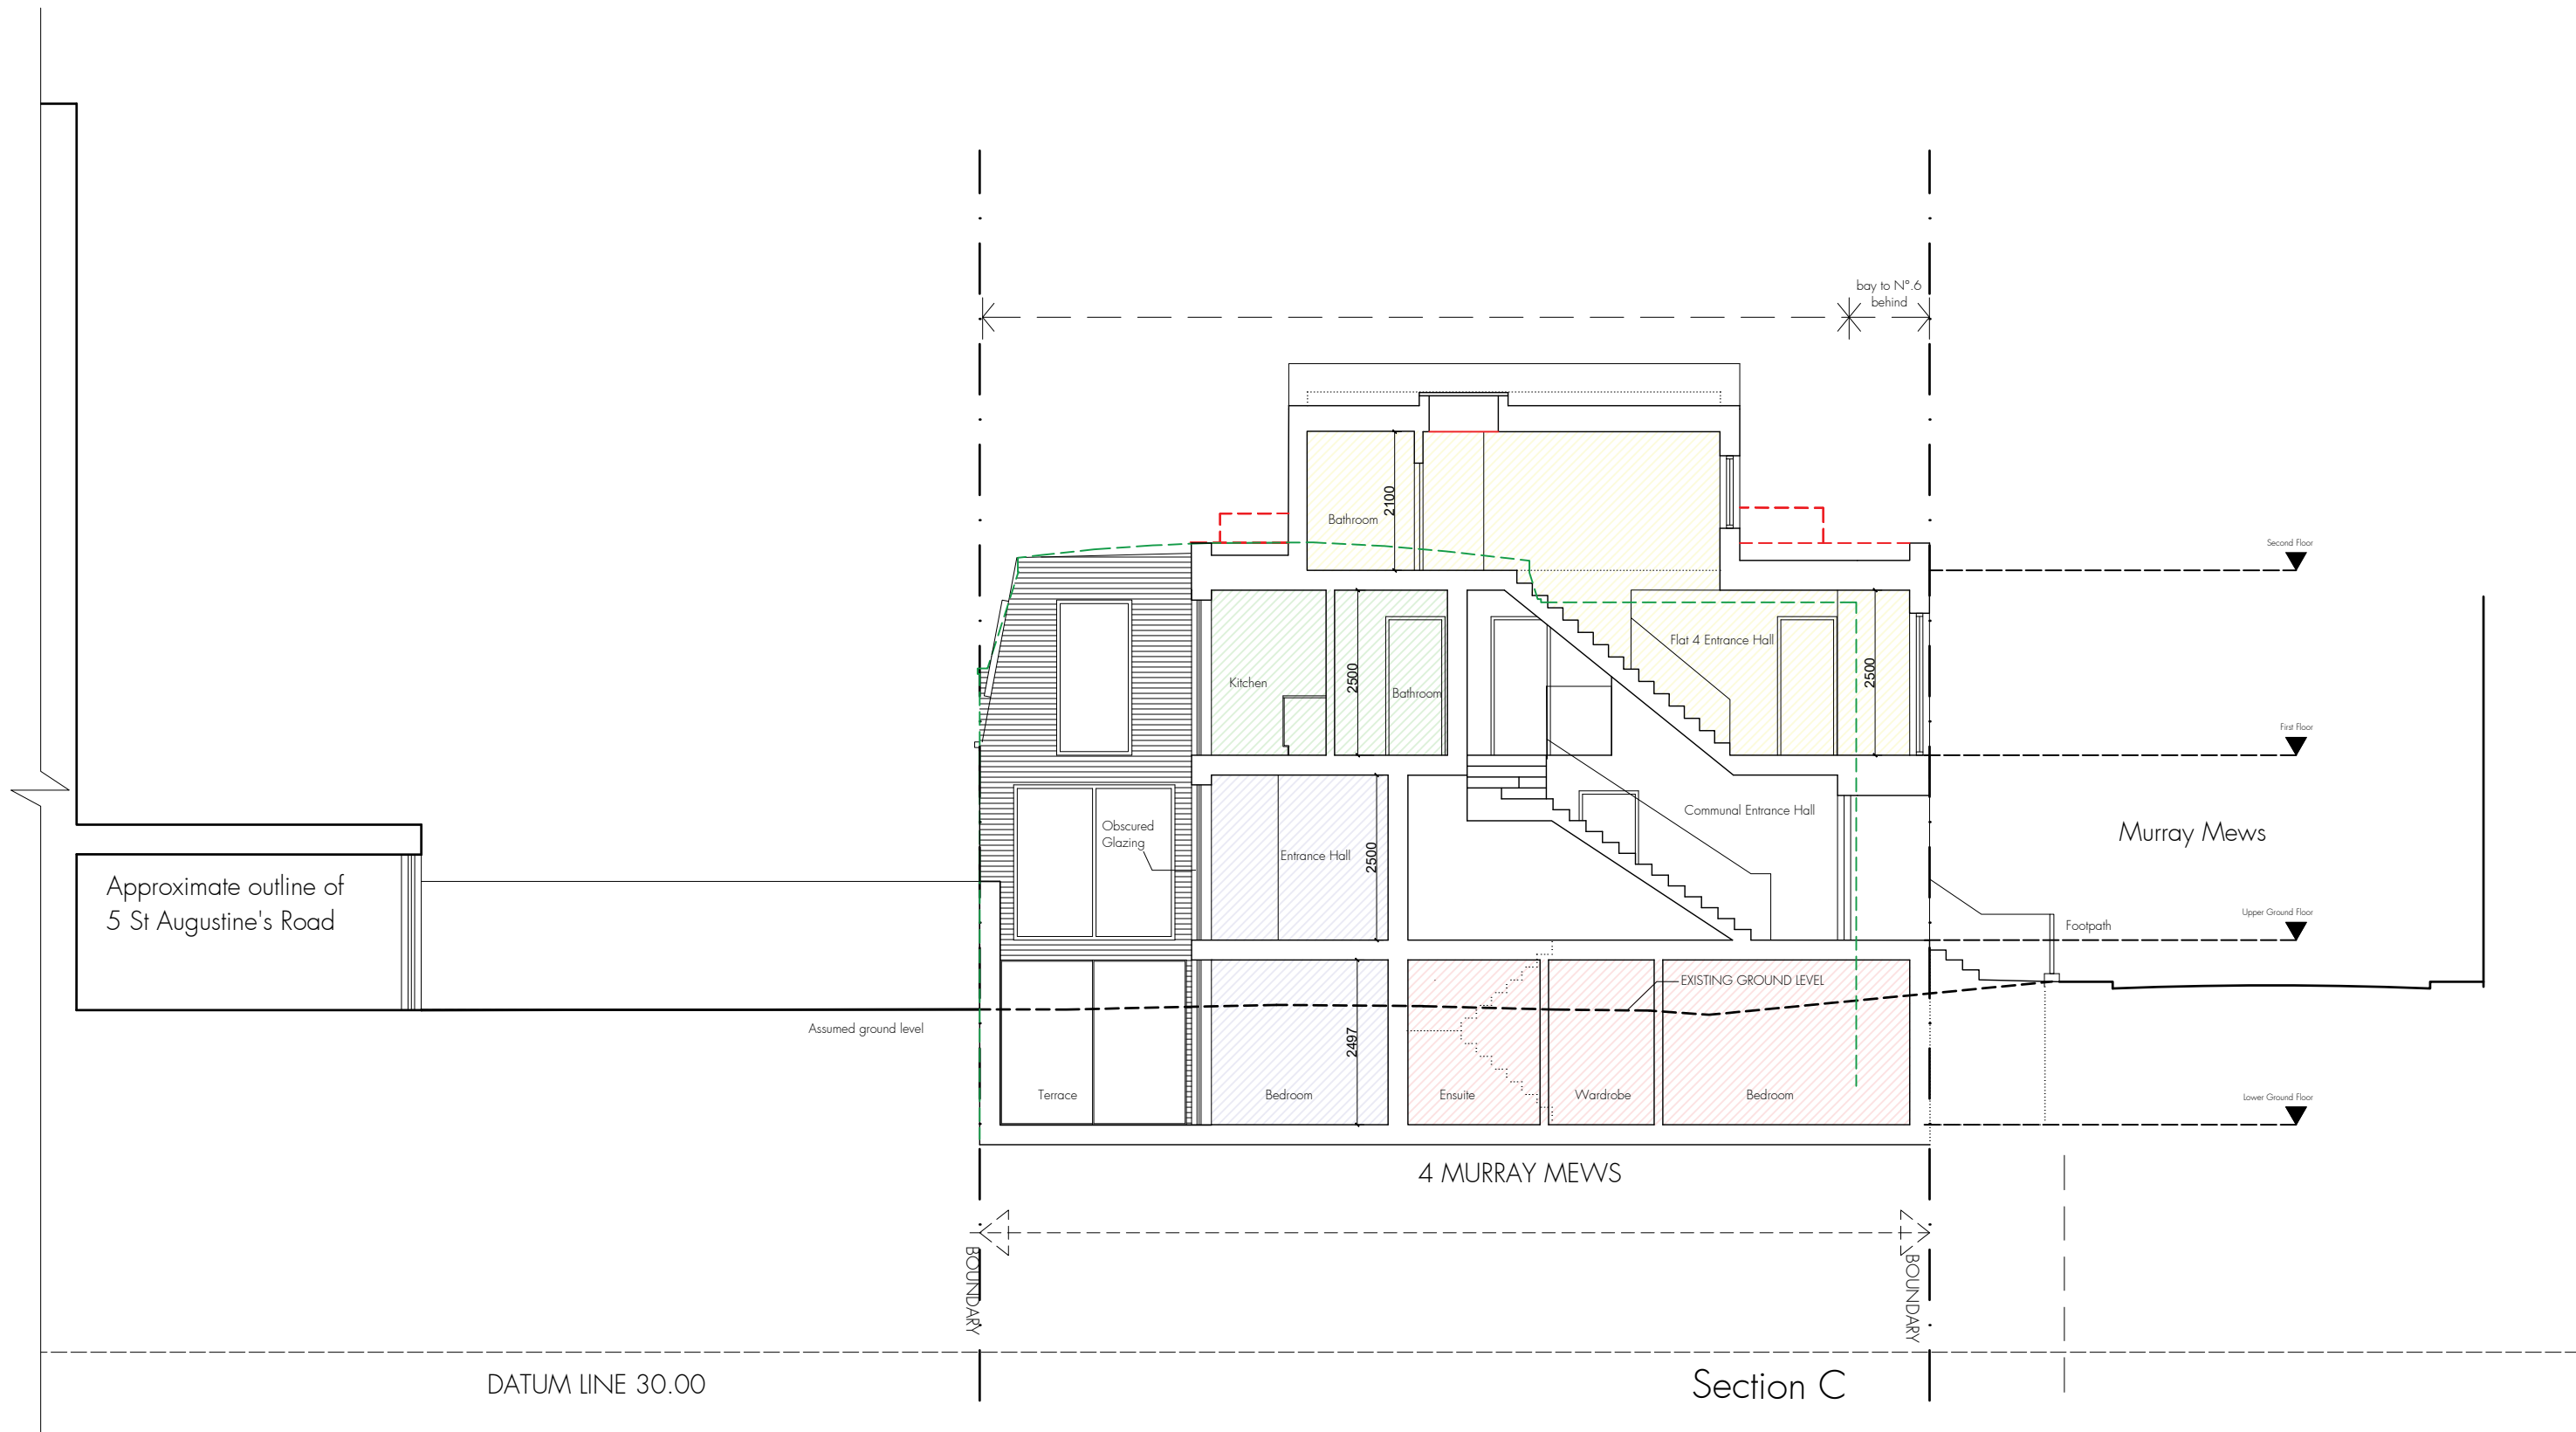 bay to N°.6
behind
2100
Bathroom
Second Floor
Flat 4 Entrance Hall
Kitchen
2500
Bathroom
2500
First Floor
Obscured
Glazing
Entrance Hall
2500
Communal Entrance Hall
Murray Mews
Approximate outline of
5 St Augustine's Road
Upper Ground Floor
Footpath
EXISTING GROUND LEVEL
Assumed ground level
2497
Terrace
Bedroom
Ensuite
Wardrobe
Bedroom
Lower Ground Floor
4 MURRAY MEWS
BOUNDARY
BOUNDARY
DATUM LINE 30.00
Section C